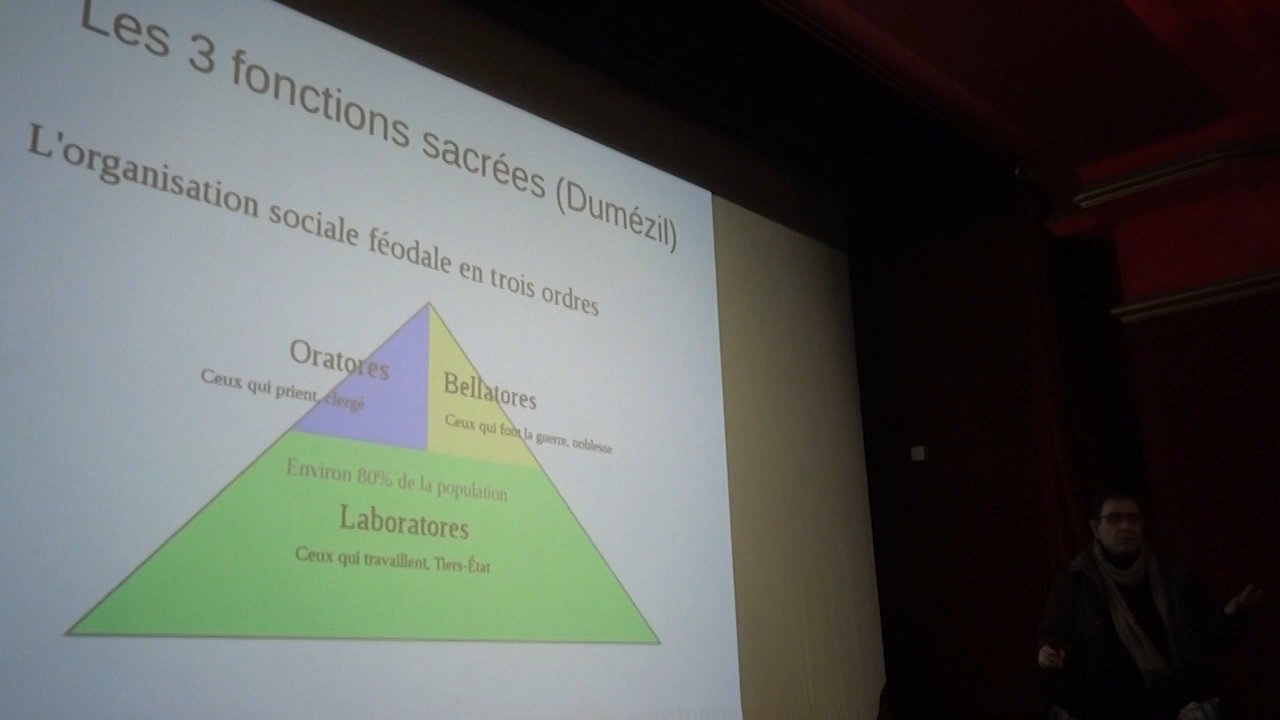 Les 3 fonctions sacrées (Dumézil)
L'organisation sociale féodale en trois ordres
Oratores
Ceux qui prient, clergé
Bellatores
Ceux qui font la guerre, noblesse
Environ 80% de la population
Laboratores
Ceux qui travaillent, Tiers-État